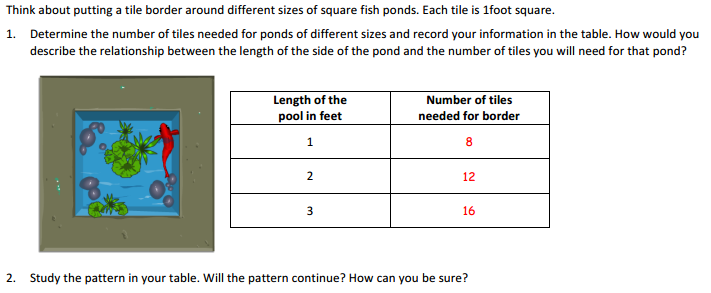 Think about putting a tile border around different sizes of square fish ponds. Each tile is 1foot square.
1. Determine the number of tiles needed for ponds of different sizes and record your information in the table. How would you
describe the relationship between the length of the side of the pond and the number of tiles you will need for that pond?
Length of the pool in feet Number of tiles needed for border
1 8
2 12
3 16
2. Study the pattern in your table. Will the pattern continue? How can you be sure?